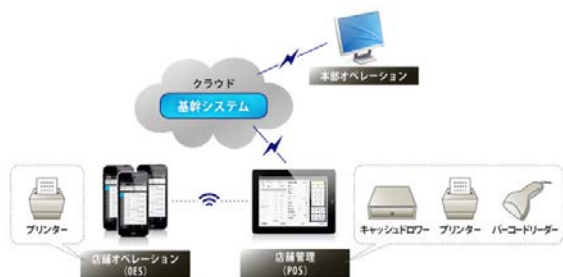 クラウド
基幹システム
本部オペレーション
プリンター
店舗オペレーション
(OES)
店舗管理
(POS)
キャッシュドロワー
プリンター
バーコードリーダー